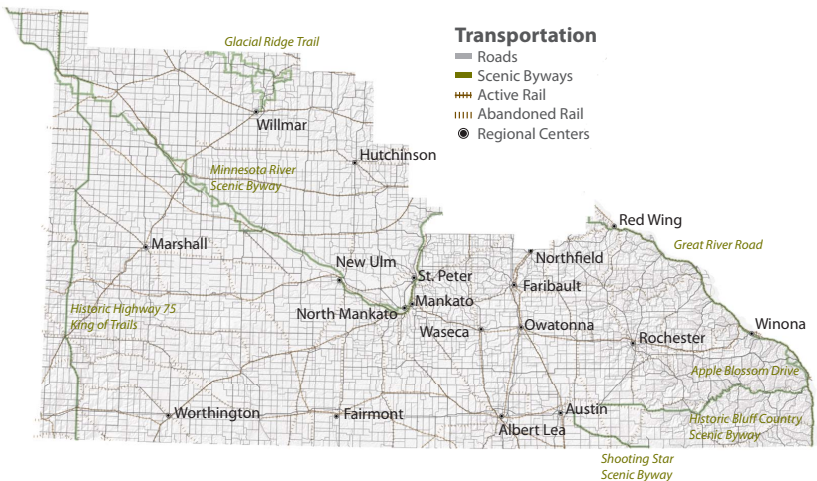 Glacial Ridge Trail
Transportation
Roads
Scenic Byways
Active Rail
Abandoned Rail
Regional Centers
Willmar
Hutchinson
Minnesota River
Scenic Byway
Red Wing
Marshall
Great River Road
New Ulm
Northfield
St. Peter
Faribault
Historic Highway 75
King of Trails
North Mankato
Mankato
Waseca
Owatonna
Rochester
Winona
Apple Blossom Drive
Worthington
Fairmont
Austin
Albert Lea
Historic Bluff Country
Scenic Byway
Shooting Star
Scenic Byway